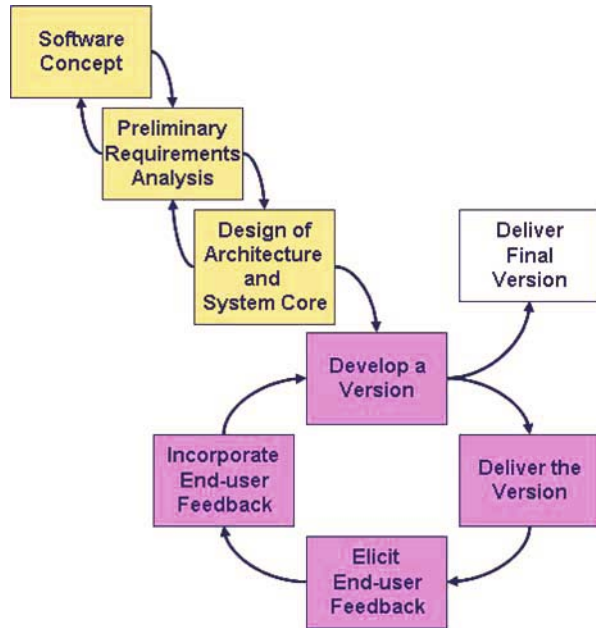 Software
Concept
Preliminary
Requirements
Analysis
Design of
Architecture
and
System Core
Deliver
Final
Version
Develop a
Version
Deliver the
Version
Elicit
End-user
Feedback
Incorporate
End-user
Feedback